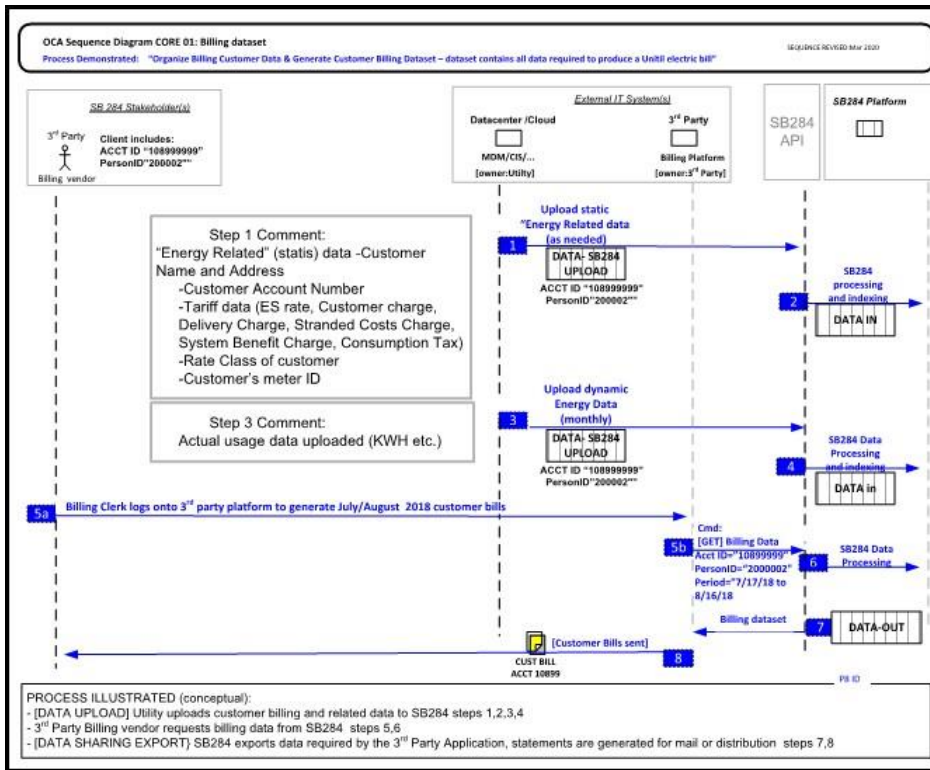 OCA Sequence Diagram CORE 01: Billing dataset
SEQUENCE REVISED Mar 2020
Process Demonstrated: "Organize Billing Customer Data & Generate Customer Billing Dataset – dataset contains all data required to produce a Unitil electric bill"
SB 284 Stakeholder(s)
3rd Party
Billing vendor
Client includes:
ACCT ID "108999999"
PersonID"200002""
External IT System(s)
Datacenter /Cloud
MDM/CIS/...
[owner:Utilty]
3rd Party
Billing Platform
[owner:3rd Party]
SB284
API
SB284 Platform
Step 1 Comment:
"Energy Related" (statis) data -Customer
Name and Address
-Customer Account Number
-Tariff data (ES rate, Customer charge,
Delivery Charge, Stranded Costs Charge,
System Benefit Charge, Consumption Tax)
-Rate Class of customer
-Customer's meter ID
Upload static
"Energy Related data
(as needed)
1
DATA- SB284
UPLOAD
ACCT ID "108999999"
PersonID"200002""
SB284
processing
and indexing
2
DATA IN
Step 3 Comment:
Actual usage data uploaded (KWH etc.)
Upload dynamic
Energy Data
(monthly)
3
DATA- SB284
UPLOAD
ACCT ID "108999999"
PersonID"200002""
SB284 Data
Processing
and indexing
4
DATA in
5a
Billing Clerk logs onto 3rd party platform to generate July/August 2018 customer bills
5b
Cmd:
[GET] Billing Data
Acct ID="10899999"
PersonID="2000002"
Period="7/17/18 to
8/16/18
6
SB284 Data
Processing
Billing dataset
7
DATA-OUT
[Customer Bills sent]
8
CUST BILL
ACCT 10899
PB ID
PROCESS ILLUSTRATED (conceptual):
- [DATA UPLOAD] Utility uploads customer billing and related data to SB284 steps 1,2,3,4
- 3rd Party Billing vendor requests billing data from SB284 steps 5,6
- [DATA SHARING EXPORT} SB284 exports data required by the 3rd Party Application, statements are generated for mail or distribution steps 7,8